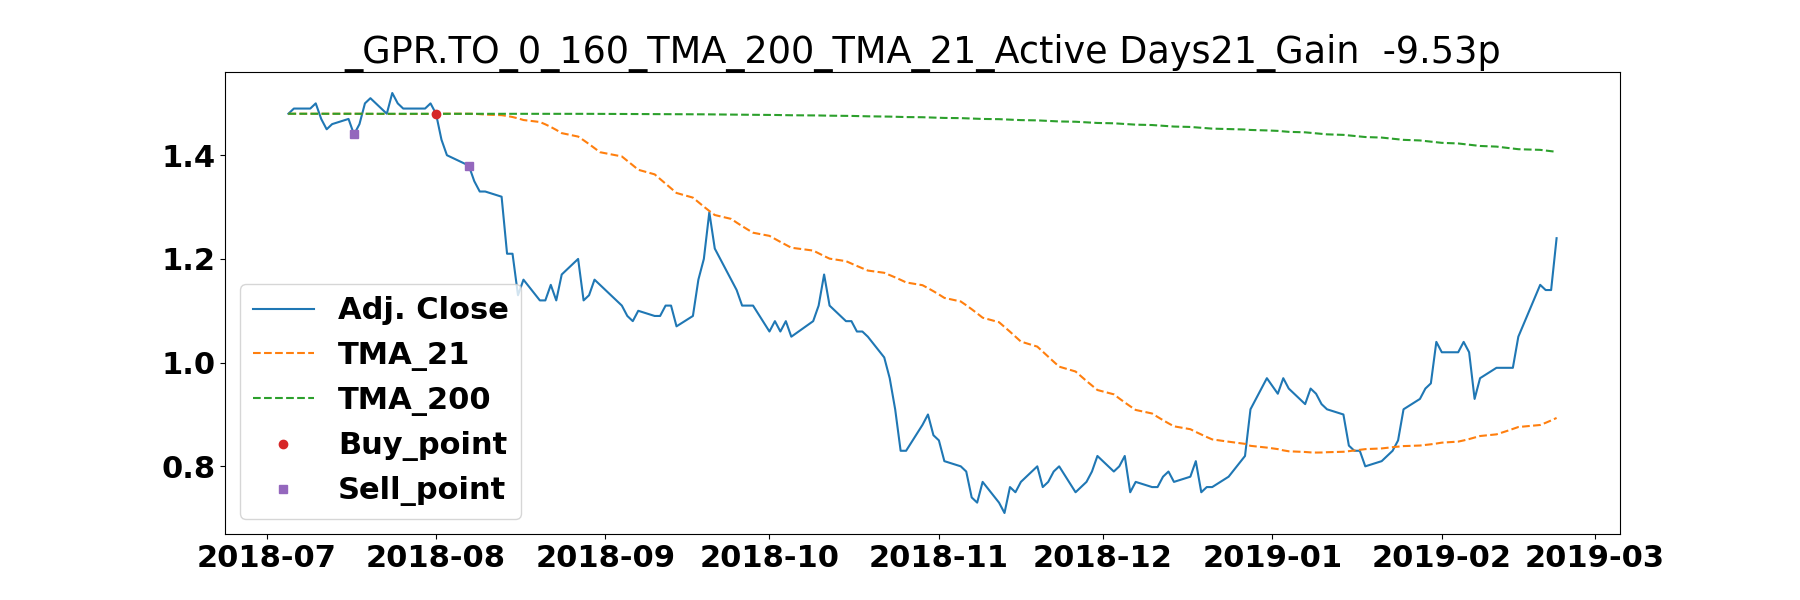 _GPR.TO_0_160_TMA_200_TMA_21_Active Days21_Gain  -9.53p
1.4
1.2
1.0
0.8
Adj. Close
TMA_21
TMA_200
Buy_point
Sell_point
2018-07 2018-08 2018-09 2018-10 2018-11 2018-12 2019-01 2019-02 2019-03